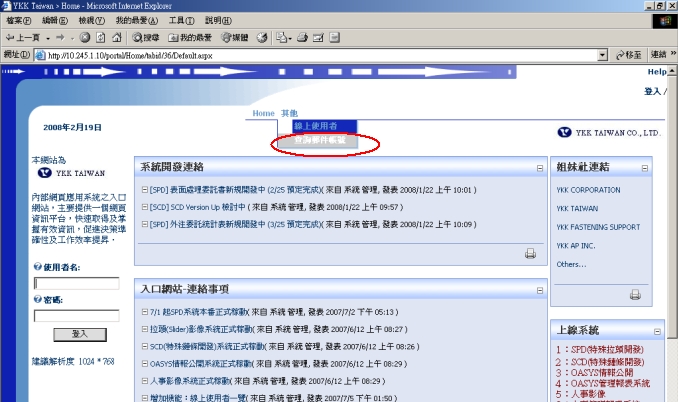 YKK Taiwan > Home - Microsoft Internet Explorer
檔案(F) 編輯(E) 檢視(V) 我的最愛(A) 工具(T) 說明(H)
上一頁 搜尋 我的最愛 媒體
網址(D) http://10.245.1.10/portal/Home/tabid/36/Default.aspx 移至 連結 »
Help
登入 /
Home 其他
2008年2月19日
線上使用者
查詢郵件帳號
YKK TAIWAN CO., LTD.
本網站為
YKK TAIWAN
內部網頁應用系統之入口
網站，主要提供一個網頁
資訊平台，快速取得及掌
握有效資訊，促進決策準
確性及工作效率提昇．
使用者名:
密碼:
登入
建議解析度 1024 *768
系統開發連絡
[SPD] 表面處理委託書新規開發中 (2/25 預定完成)( 來自 系統 管理, 發表 2008/1/22 上午 10:01 )
[SCD] SCD Version Up 檢討中 ( 來自 系統 管理, 發表 2008/1/22 上午 09:57 )
[SPD] 外注委託統計表新規開發中 (3/25 預定完成)( 來自 系統 管理, 發表 2008/1/22 上午 10:09 )
入口網站-連絡事項
7/1 起SPD系統本番正式稼動( 來自 系統 管理, 發表 2007/7/2 下午 05:13 )
拉頭(Slider)影像系統正式稼動( 來自 系統 管理, 發表 2007/6/12 上午 08:27 )
SCD(特殊鏈條開發)系統正式稼動( 來自 系統 管理, 發表 2007/6/12 上午 08:26 )
OASYS情報公開系統正式稼動( 來自 系統 管理, 發表 2007/6/12 上午 08:29 )
人事影像系統正式稼動( 來自 系統 管理, 發表 2007/6/12 上午 08:29 )
增加機能：線上使用者一覽( 來自 系統 管理, 發表 2007/7/5 下午 01:50 )
姐妹社連結
YKK CORPORATION
YKK TAIWAN
YKK FASTENING SUPPORT
YKK AP INC.
Others...
上線系統
1：SPD(特殊拉頭開發)
2：SCD(特殊鏈條開發)
3：OASYS情報公開
4：OASYS管理報表系統
5：人事影像